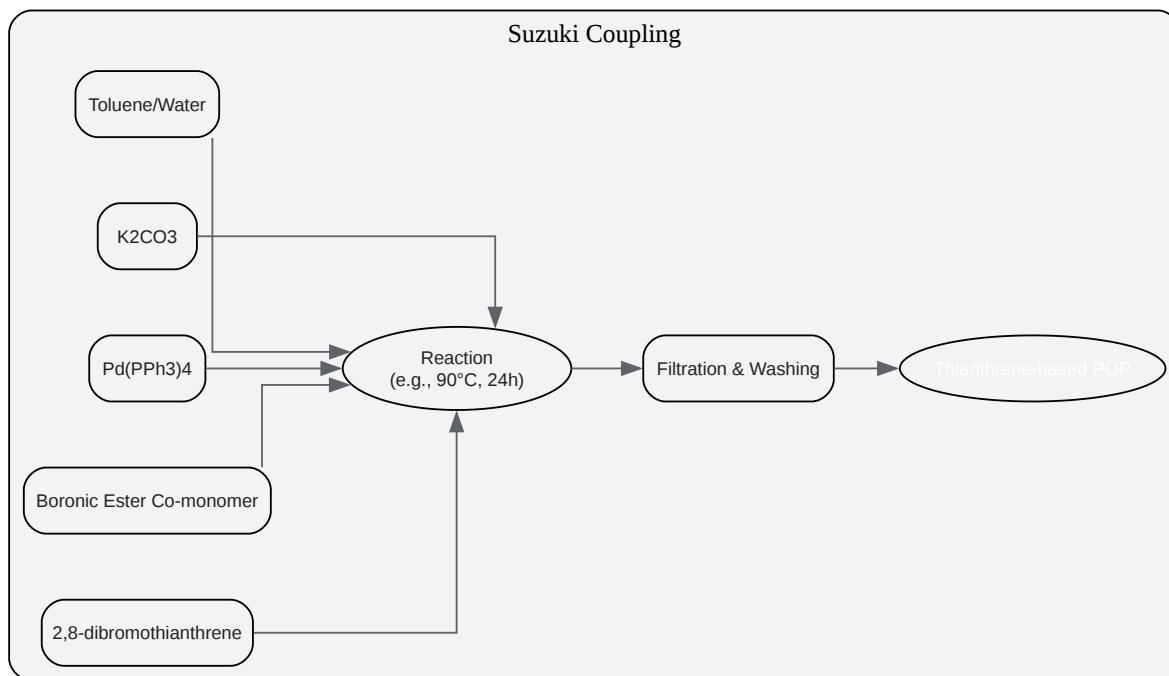 Suzuki Coupling
Toluene/Water
K2CO3
Pd(PPh3)4
Boronic Ester Co-monomer
2,8-dibromothianthrene
Reaction
(e.g., 90°C, 24h)
Filtration & Washing
Thianthrene-based POP